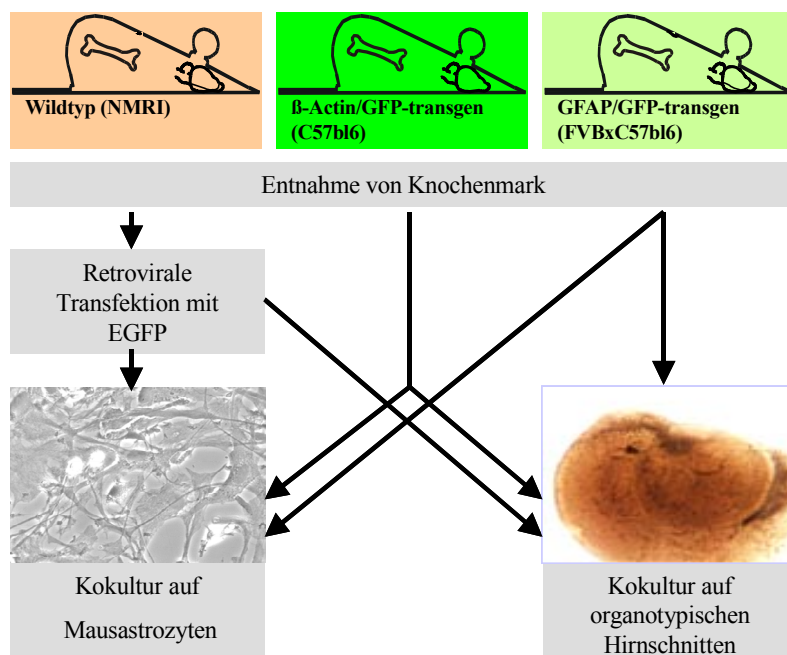 Wildtyp (NMRI)
ß-Actin/GFP-transgen
(C57bl6)
GFAP/GFP-transgen
(FVBxC57bl6)
Entnahme von Knochenmark
Retrovirale
Transfektion mit
EGFP
Kokultur auf
Mausastrozyten
Kokultur auf
organotypischen
Hirnschnitten